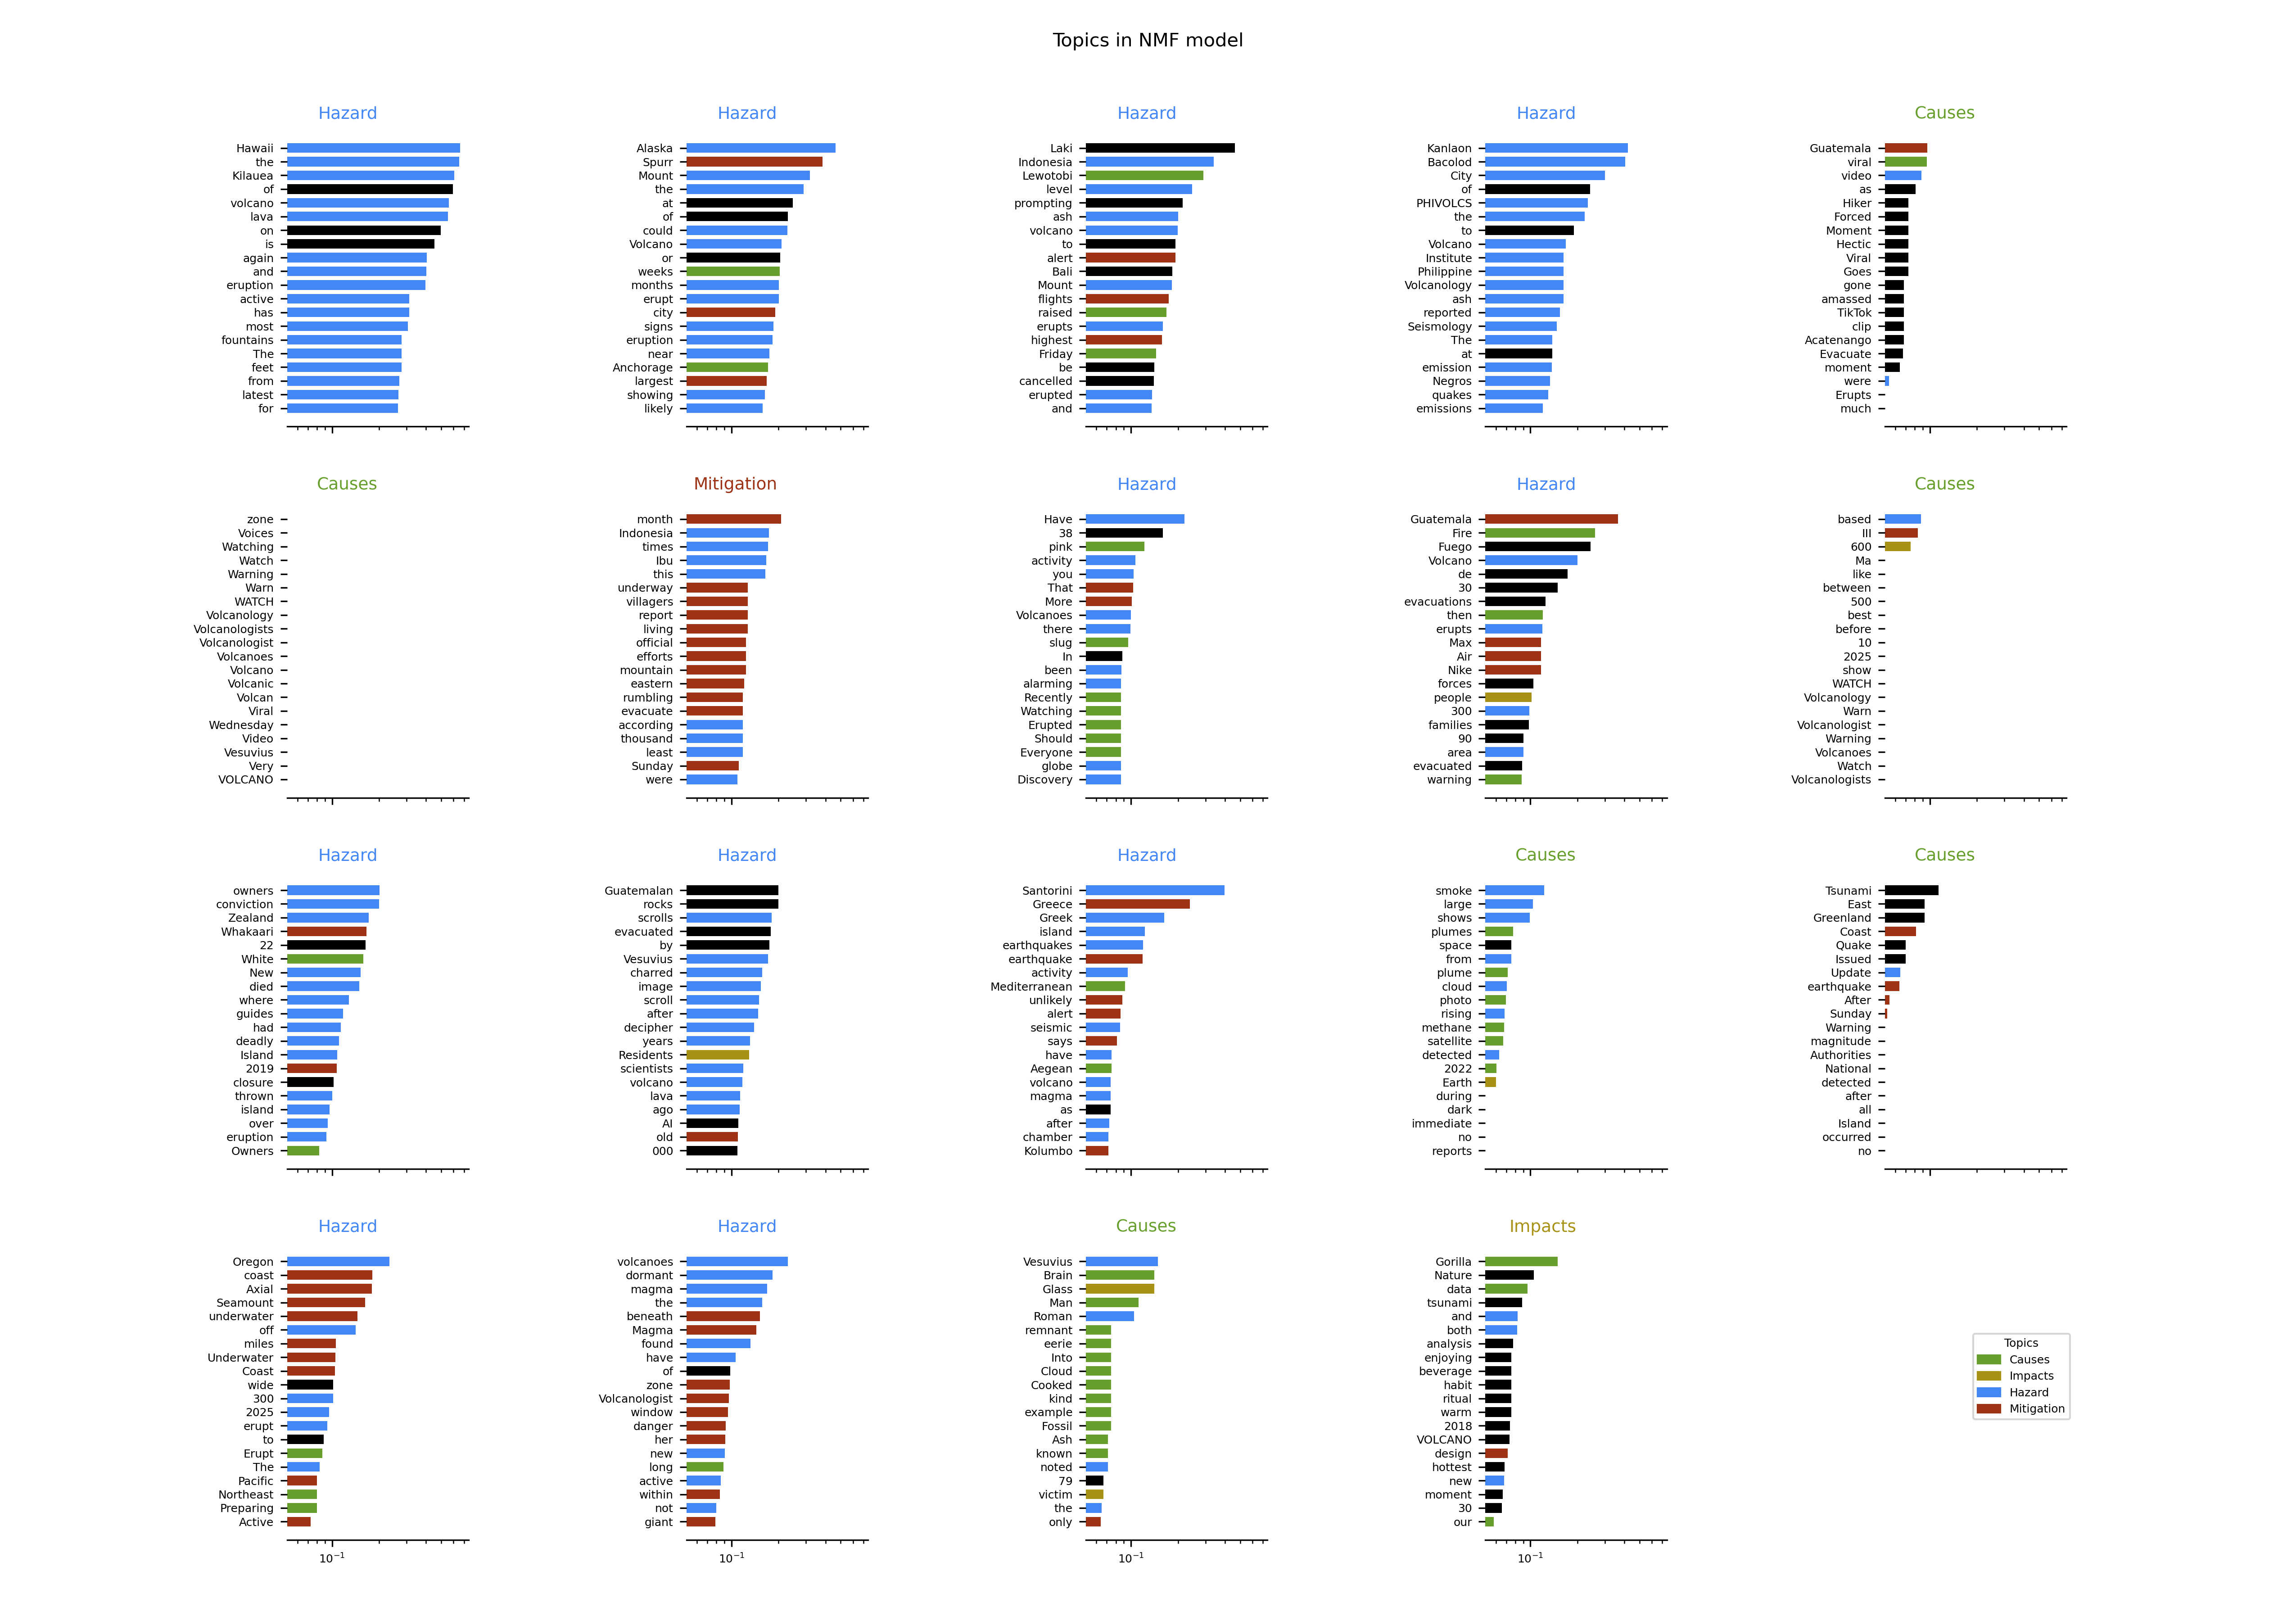 Topics in NMF model
Hazard
Hawaii
the
Kilauea
of
volcano
lava
on
is
again
and
eruption
active
has
most
fountains
The
feet
from
latest
for
Hazard
Alaska
Spurr
Mount
the
at
of
could
Volcano
or
weeks
months
erupt
city
signs
eruption
near
Anchorage
largest
showing
likely
Hazard
Laki
Indonesia
Lewotobi
level
prompting
ash
volcano
to
alert
Bali
Mount
flights
raised
erupts
highest
Friday
be
cancelled
erupted
and
Hazard
Kanlaon
Bacolod
City
of
PHIVOLCS
the
to
Volcano
Institute
Philippine
Volcanology
ash
reported
Seismology
The
at
emission
Negros
quakes
emissions
Causes
Guatemala
viral
video
as
Hiker
Forced
Moment
Hectic
Viral
Goes
gone
amassed
TikTok
clip
Acatenango
Evacuate
moment
were
Erupts
much
Causes
zone
Voices
Watching
Watch
Warning
Warn
WATCH
Volcanology
Volcanologists
Volcanologist
Volcanoes
Volcano
Volcanic
Volcan
Viral
Wednesday
Video
Vesuvius
Very
VOLCANO
Mitigation
month
Indonesia
times
Ibu
this
underway
villagers
report
living
official
efforts
mountain
eastern
rumbling
evacuate
according
thousand
least
Sunday
were
Hazard
Have
38
pink
activity
you
That
More
Volcanoes
there
slug
In
been
alarming
Recently
Watching
Erupted
Should
Everyone
globe
Discovery
Hazard
Guatemala
Fire
Fuego
Volcano
de
30
evacuations
then
erupts
Max
Air
Nike
forces
people
300
families
90
area
evacuated
warning
Causes
based
III
600
Ma
like
between
500
best
before
10
2025
show
WATCH
Volcanology
Warn
Volcanologist
Warning
Volcanoes
Watch
Volcanologists
Hazard
owners
conviction
Zealand
Whakaari
22
White
New
died
where
guides
had
deadly
Island
2019
closure
thrown
island
over
eruption
Owners
Hazard
Guatemalan
rocks
scrolls
evacuated
by
Vesuvius
charred
image
scroll
after
decipher
years
Residents
scientists
volcano
lava
ago
AI
old
000
Hazard
Santorini
Greece
Greek
island
earthquakes
earthquake
activity
Mediterranean
unlikely
alert
seismic
says
have
Aegean
volcano
magma
as
after
chamber
Kolumbo
Causes
smoke
large
shows
plumes
space
from
plume
cloud
photo
rising
methane
satellite
detected
2022
Earth
during
dark
immediate
no
reports
Causes
Tsunami
East
Greenland
Coast
Quake
Issued
Update
earthquake
After
Sunday
Warning
magnitude
Authorities
National
detected
after
all
Island
occurred
no
Hazard
Oregon
coast
Axial
Seamount
underwater
off
miles
Underwater
Coast
wide
300
2025
erupt
to
Erupt
The
Pacific
Northeast
Preparing
Active
10⁻¹
Hazard
volcanoes
dormant
magma
the
beneath
Magma
found
have
of
zone
Volcanologist
window
danger
her
new
long
active
within
not
giant
10⁻¹
Causes
Vesuvius
Brain
Glass
Man
Roman
remnant
eerie
Into
Cloud
Cooked
kind
example
Fossil
Ash
known
noted
79
victim
the
only
10⁻¹
Impacts
Gorilla
Nature
data
tsunami
and
both
analysis
enjoying
beverage
habit
ritual
warm
2018
VOLCANO
design
hottest
new
moment
30
our
10⁻¹
Topics
Causes
Impacts
Hazard
Mitigation